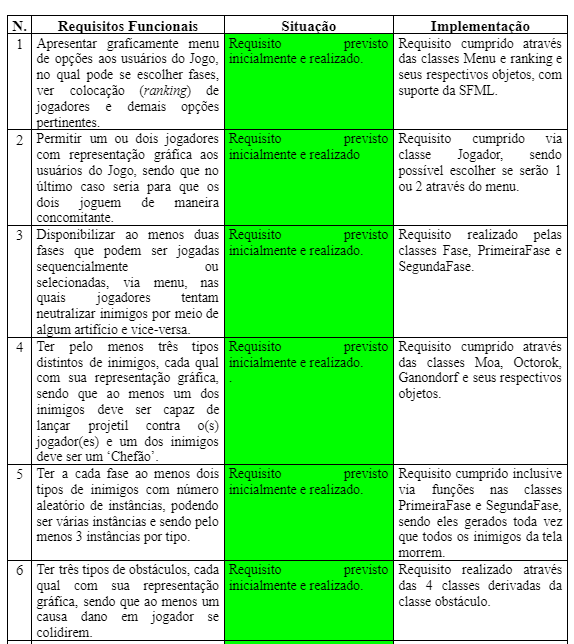 N. Requisitos Funcionais Situação Implementação
1 Apresentar graficamente menu
de opções aos usuários do Jogo,
no qual pode se escolher fases,
ver colocação (ranking) de
jogadores e demais opções
pertinentes.
Requisito previsto
inicialmente e realizado.
Requisito cumprido através
das classes Menu e ranking e
seus respectivos objetos, com
suporte da SFML.
2 Permitir um ou dois jogadores
com representação gráfica aos
usuários do Jogo, sendo que no
último caso seria para que os
dois joguem de maneira
concomitante.
Requisito previsto
inicialmente e realizado
Requisito cumprido via
classe Jogador, sendo
possível escolher se serão 1
ou 2 através do menu.
3 Disponibilizar ao menos duas
fases que podem ser jogadas
sequencialmente ou
selecionadas, via menu, nas
quais jogadores tentam
neutralizar inimigos por meio de
algum artifício e vice-versa.
Requisito previsto
inicialmente e realizado.
Requisito realizado pelas
classes Fase, PrimeiraFase e
SegundaFase.
4 Ter pelo menos três tipos
distintos de inimigos, cada qual
com sua representação gráfica,
sendo que ao menos um dos
inimigos deve ser capaz de
lançar projetil contra o(s)
jogador(es) e um dos inimigos
deve ser um ‘Chefão’.
Requisito previsto
inicialmente e realizado.
.
Requisito cumprido através
das classes Moa, Octorok,
Ganondorf e seus respectivos
objetos.
5 Ter a cada fase ao menos dois
tipos de inimigos com número
aleatório de instâncias, podendo
ser várias instâncias e sendo pelo
menos 3 instâncias por tipo.
Requisito previsto
inicialmente e realizado.
Requisito cumprido inclusive
via funções nas classes
PrimeiraFase e SegundaFase,
sendo eles gerados toda vez
que todos os inimigos da tela
morrem.
6 Ter três tipos de obstáculos, cada
qual com sua representação
gráfica, sendo que ao menos um
causa dano em jogador se
colidirem.
Requisito previsto
inicialmente e realizado.
Requisito realizado através
das 4 classes derivadas da
classe obstáculo.